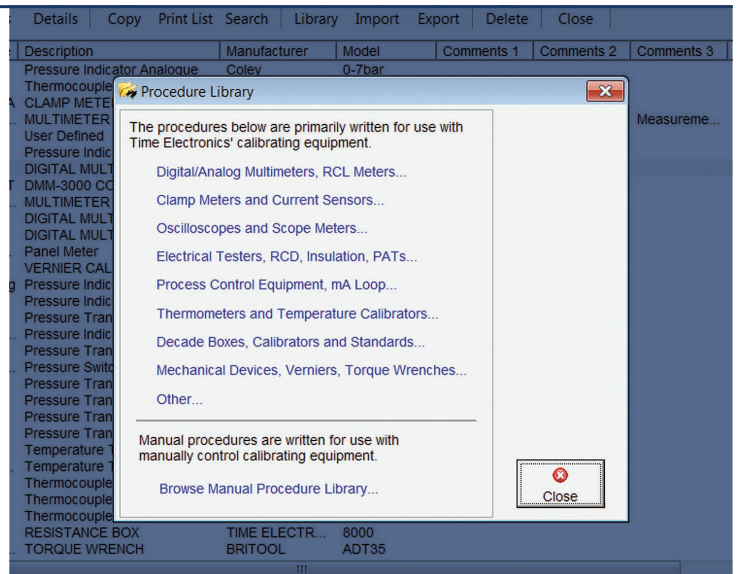 Details Copy Print List Search Library Import Export Delete Close
Description Manufacturer Model Comments 1 Comments 2 Comments 3
Pressure Indicator Analogue Coley 0-7bar
Thermocouple
Procedure Library
A CLAMP METE
.. MULTIMETER Measureme...
The procedures below are primarily written for use with
User Defined
Time Electronics' calibrating equipment.
Pressure Indic
DIGITAL MULT
Digital/Analog Multimeters, RCL Meters...
T DMM-3000 CO
Clamp Meters and Current Sensors...
.. MULTIMETER
DIGITAL MULT
Oscilloscopes and Scope Meters...
DIGITAL MULT
. Panel Meter
Electrical Testers, RCD, Insulation, PATs...
VERNIER CAL
g Pressure Indic
Process Control Equipment, mA Loop...
Pressure Indic
Pressure Tran
Thermometers and Temperature Calibrators...
.. Pressure Indic
Decade Boxes, Calibrators and Standards...
Pressure Tran
.. Pressure Switc
Mechanical Devices, Verniers, Torque Wrenches...
Pressure Tran
Pressure Tran
Other...
Pressure Tran
Pressure Tran
Manual procedures are written for use with
Temperature T
manually control calibrating equipment.
. Temperature T
Thermocouple
Browse Manual Procedure Library...
Thermocouple
Close
Thermocouple
RESISTANCE BOX TIME ELECTR... 8000
.. TORQUE WRENCH BRITOOL ADT35